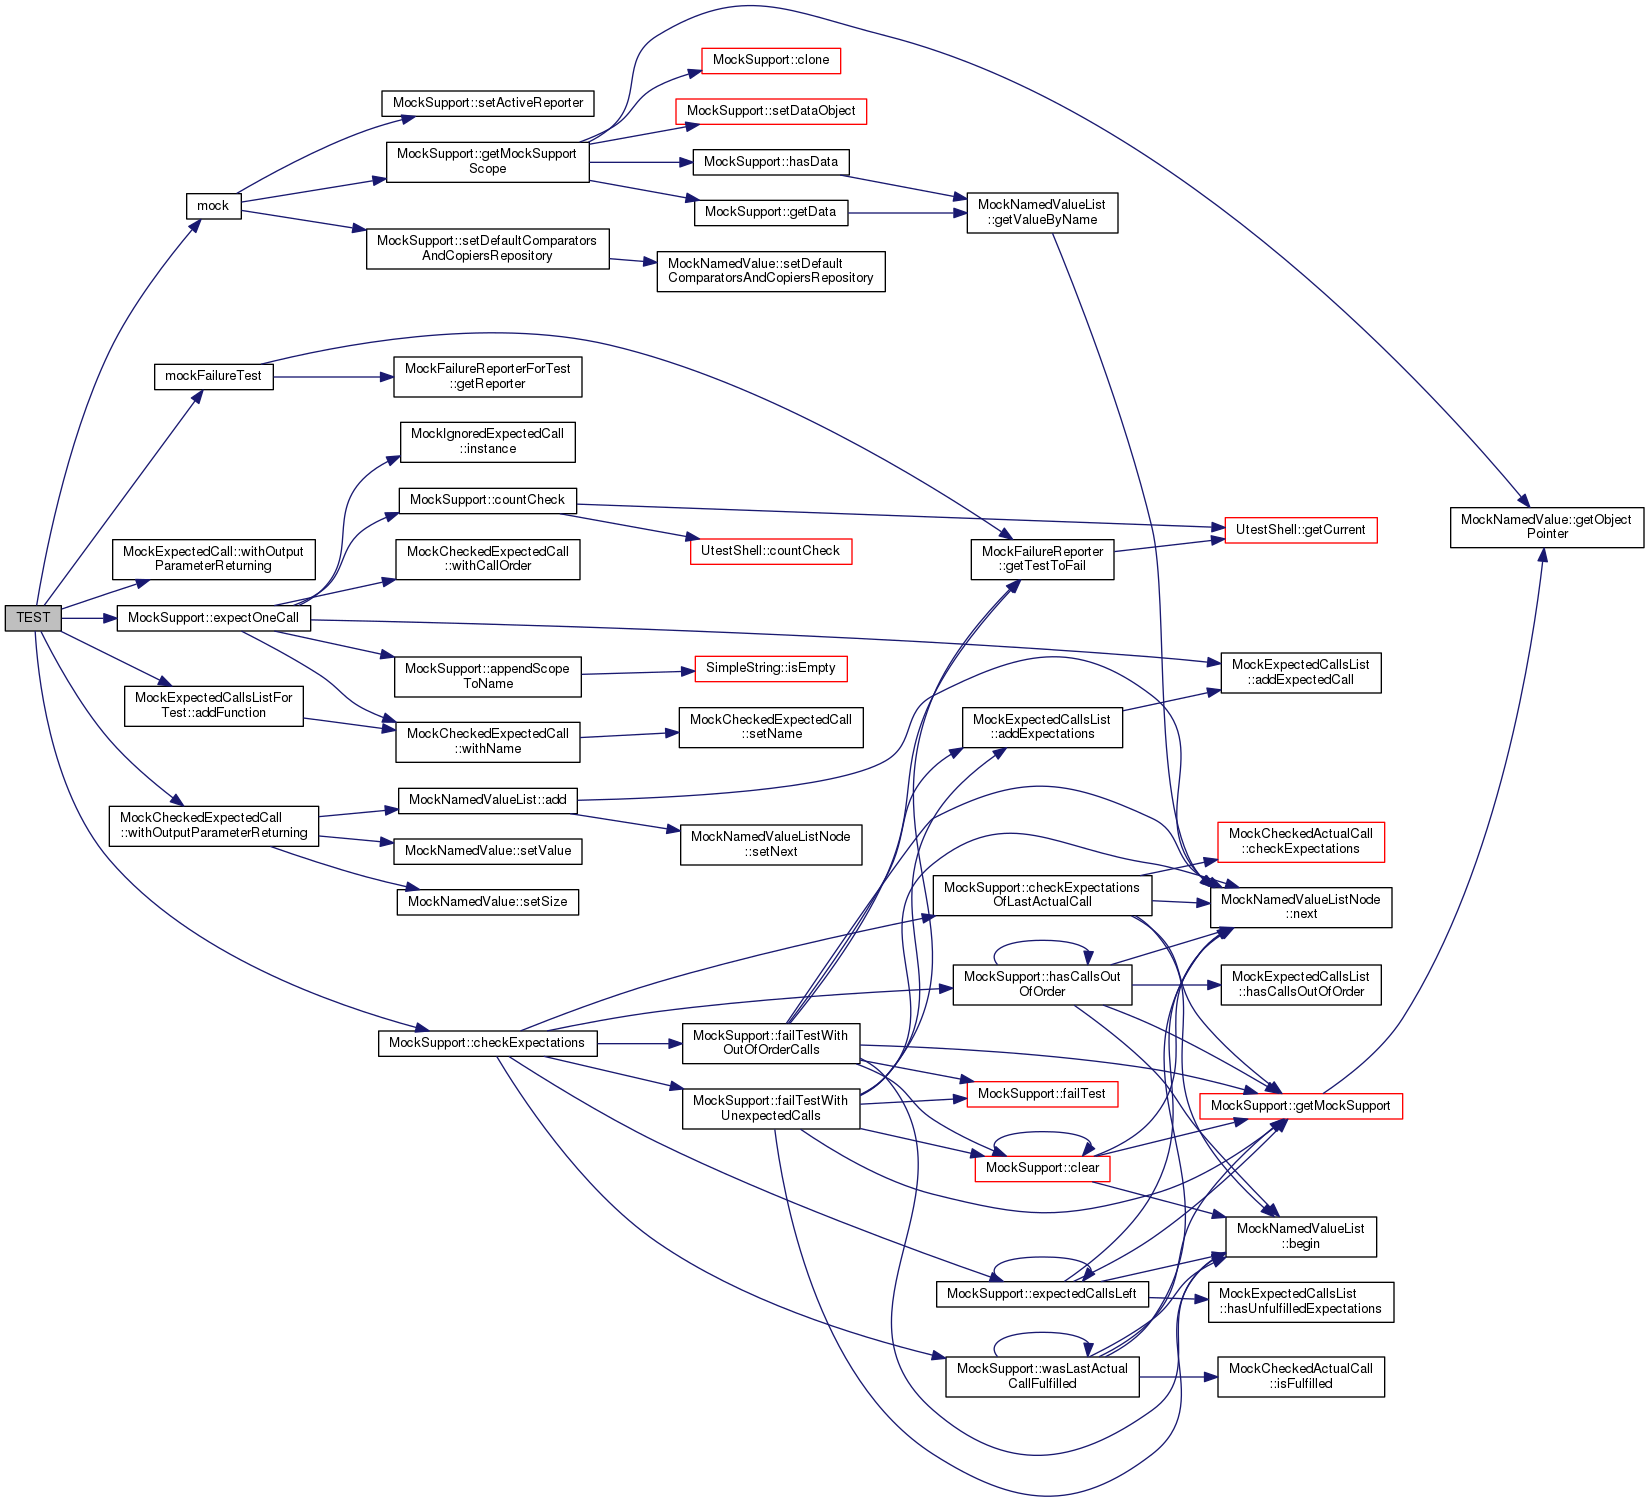 TEST
mock
mockFailureTest
MockExpectedCall::withOutput
ParameterReturning
MockSupport::expectOneCall
MockExpectedCallsListFor
Test::addFunction
MockCheckedExpectedCall
::withOutputParameterReturning
MockSupport::checkExpectations
MockSupport::setActiveReporter
MockSupport::getMockSupport
Scope
MockSupport::setDefaultComparators
AndCopiersRepository
MockFailureReporterForTest
::getReporter
MockIgnoredExpectedCall
::instance
MockSupport::countCheck
MockCheckedExpectedCall
::withCallOrder
MockSupport::appendScope
ToName
MockCheckedExpectedCall
::withName
MockNamedValueList::add
MockNamedValue::setValue
MockNamedValue::setSize
MockSupport::clone
MockSupport::setDataObject
MockSupport::hasData
MockSupport::getData
MockNamedValue::setDefault
ComparatorsAndCopiersRepository
UtestShell::countCheck
SimpleString::isEmpty
MockCheckedExpectedCall
::setName
MockNamedValueListNode
::setNext
MockSupport::failTestWith
OutOfOrderCalls
MockSupport::failTestWith
UnexpectedCalls
MockNamedValueList
::getValueByName
MockFailureReporter
::getTestToFail
MockExpectedCallsList
::addExpectations
MockSupport::checkExpectations
OfLastActualCall
MockSupport::hasCallsOut
OfOrder
MockSupport::failTest
MockSupport::clear
MockSupport::expectedCallsLeft
MockSupport::wasLastActual
CallFulfilled
UtestShell::getCurrent
MockExpectedCallsList
::addExpectedCall
MockCheckedActualCall
::checkExpectations
MockNamedValueListNode
::next
MockExpectedCallsList
::hasCallsOutOfOrder
MockSupport::getMockSupport
MockNamedValueList
::begin
MockExpectedCallsList
::hasUnfulfilledExpectations
MockCheckedActualCall
::isFulfilled
MockNamedValue::getObject
Pointer